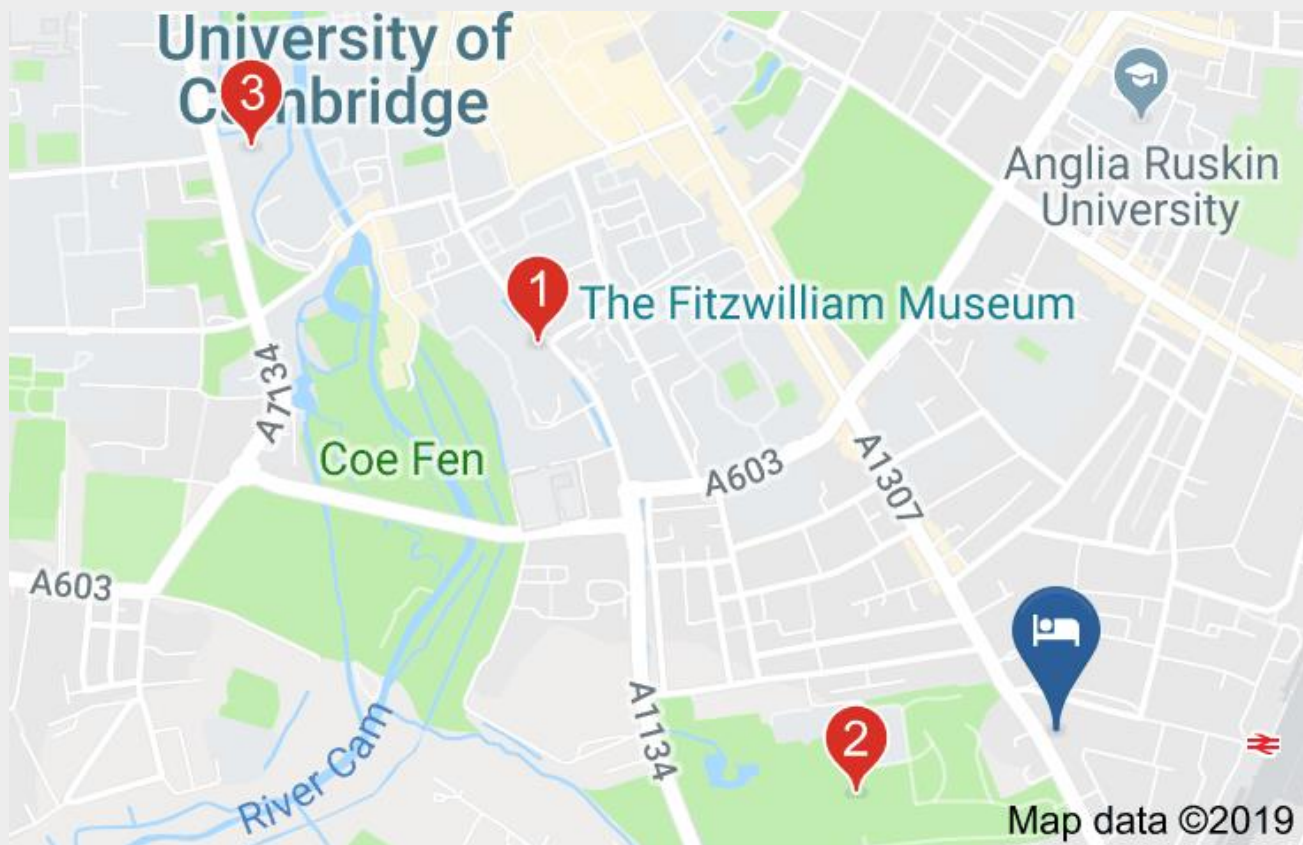 University of
Cambridge
3
Anglia Ruskin
University
1
The Fitzwilliam Museum
A7134
Coe Fen
A603
A1307
A603
A1134
2
River Cam
Map data ©2019